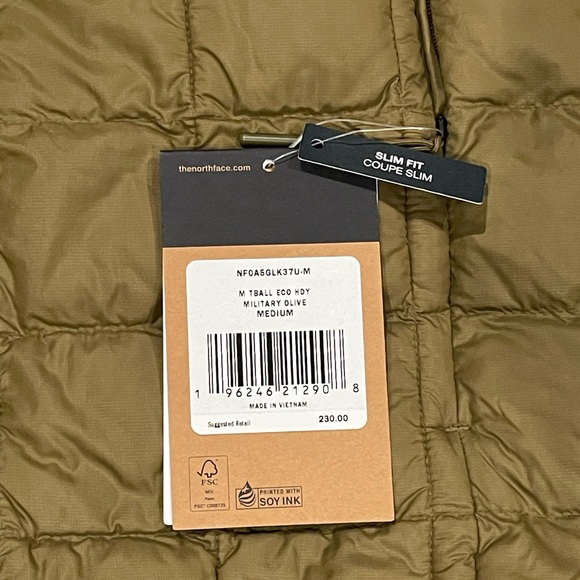 SLIM FIT
COUPE SLIM
thenorthface.com
NF0A5GLK37U-M
M TBALL ECO HDY
MILITARY OLIVE
MEDIUM
1 96246 21290 8
MADE IN VIETNAM
Suggested Retail 230.00
FSC
MIX
Paper
PRINTED WITH
SOY INK